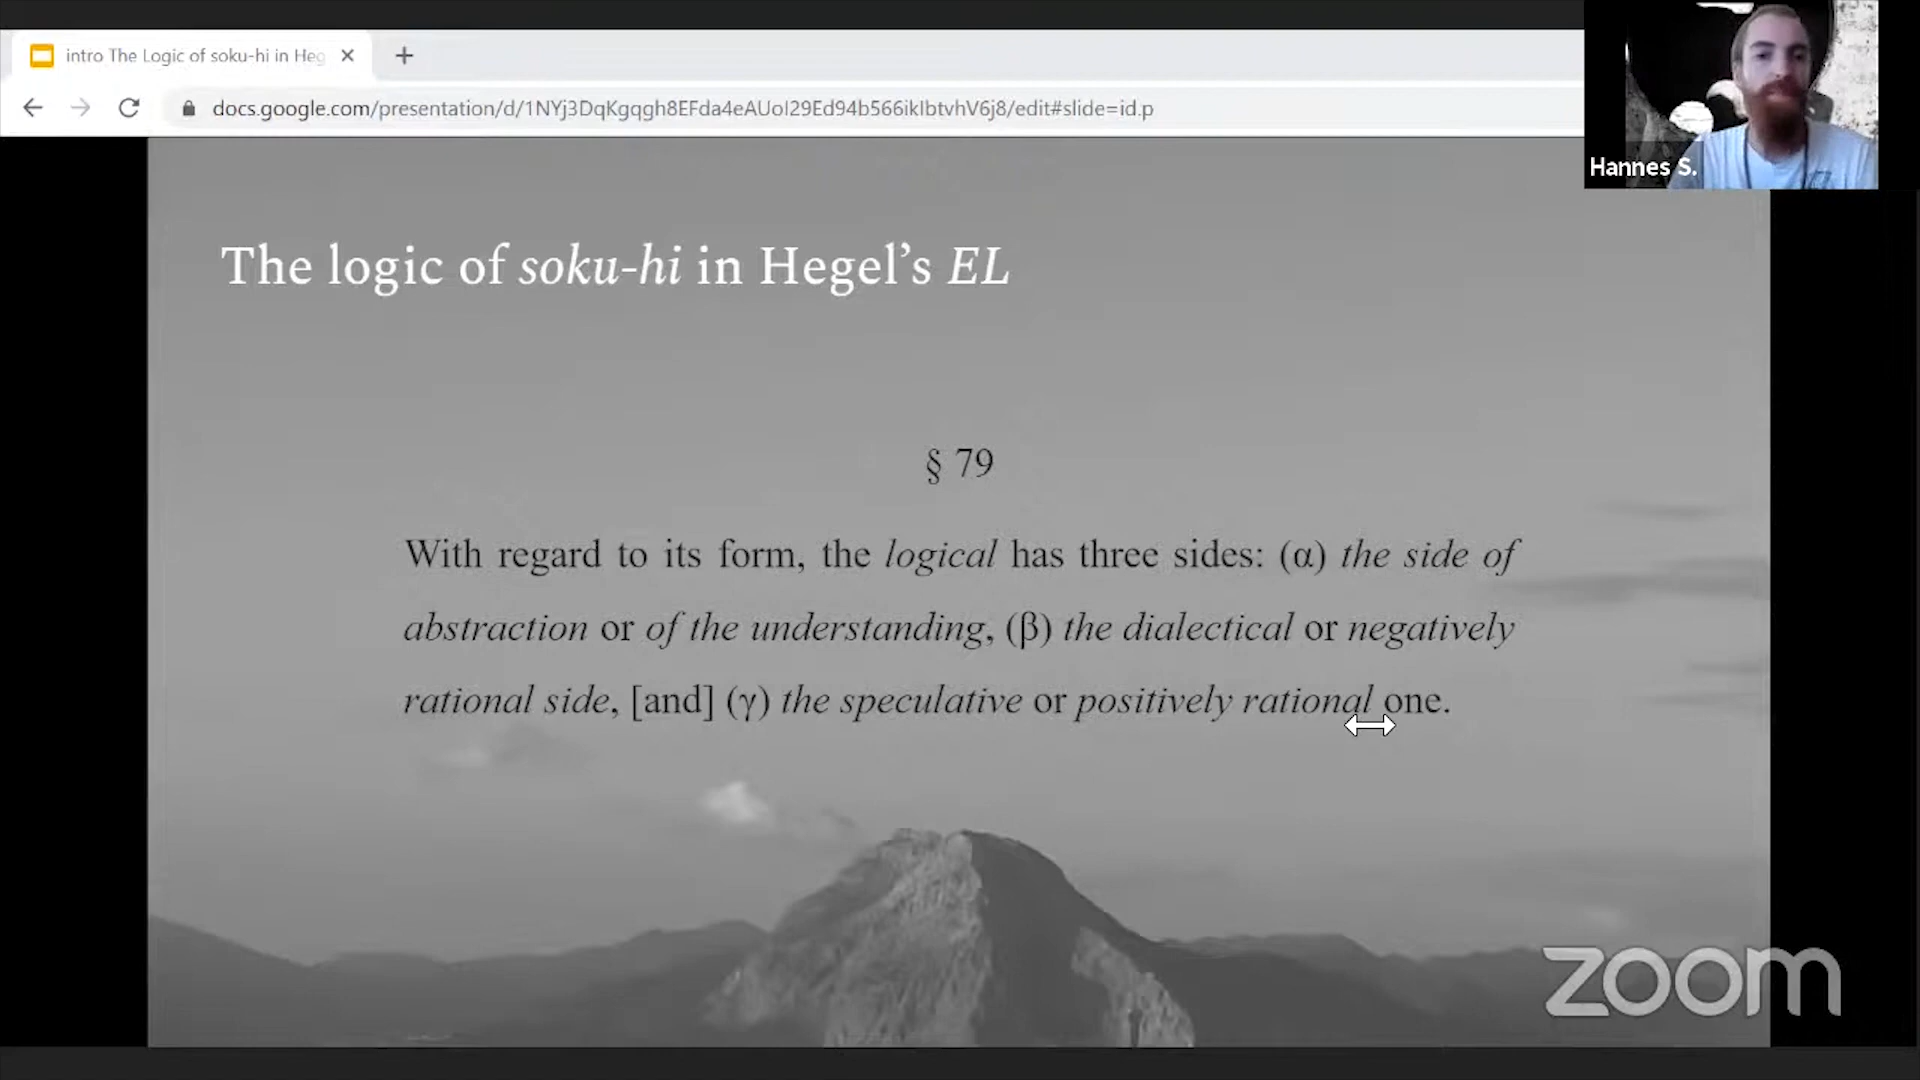 intro The Logic of soku-hi in Heg
docs.google.com/presentation/d/1NYj3DqKgqgh8EFda4eAUoI29Ed94b566ikIbtvhV6j8/edit#slide=id.p
Hannes S.
The logic of soku-hi in Hegel’s EL
§ 79
With regard to its form, the logical has three sides: (α) the side of
abstraction or of the understanding, (β) the dialectical or negatively
rational side, [and] (γ) the speculative or positively rational one.
zoom